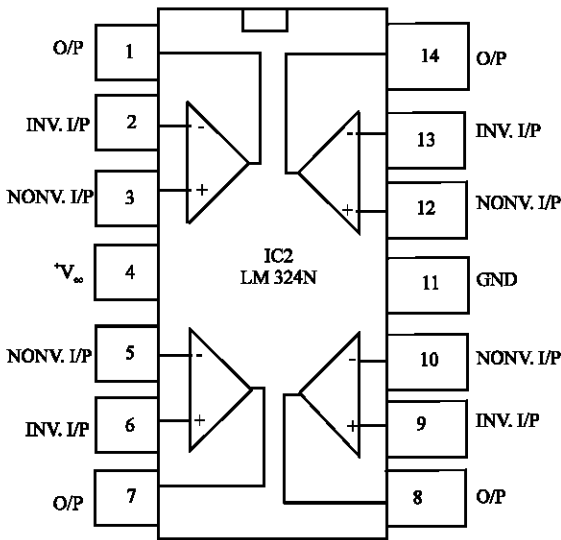 O/P 1
INV. I/P 2 -
NONV. I/P 3 +
+V∞ 4
NONV. I/P 5 -
INV. I/P 6 +
O/P 7
IC2
LM 324N
14 O/P
- 13 INV. I/P
+ 12 NONV. I/P
11 GND
- 10 NONV. I/P
+ 9 INV. I/P
8 O/P